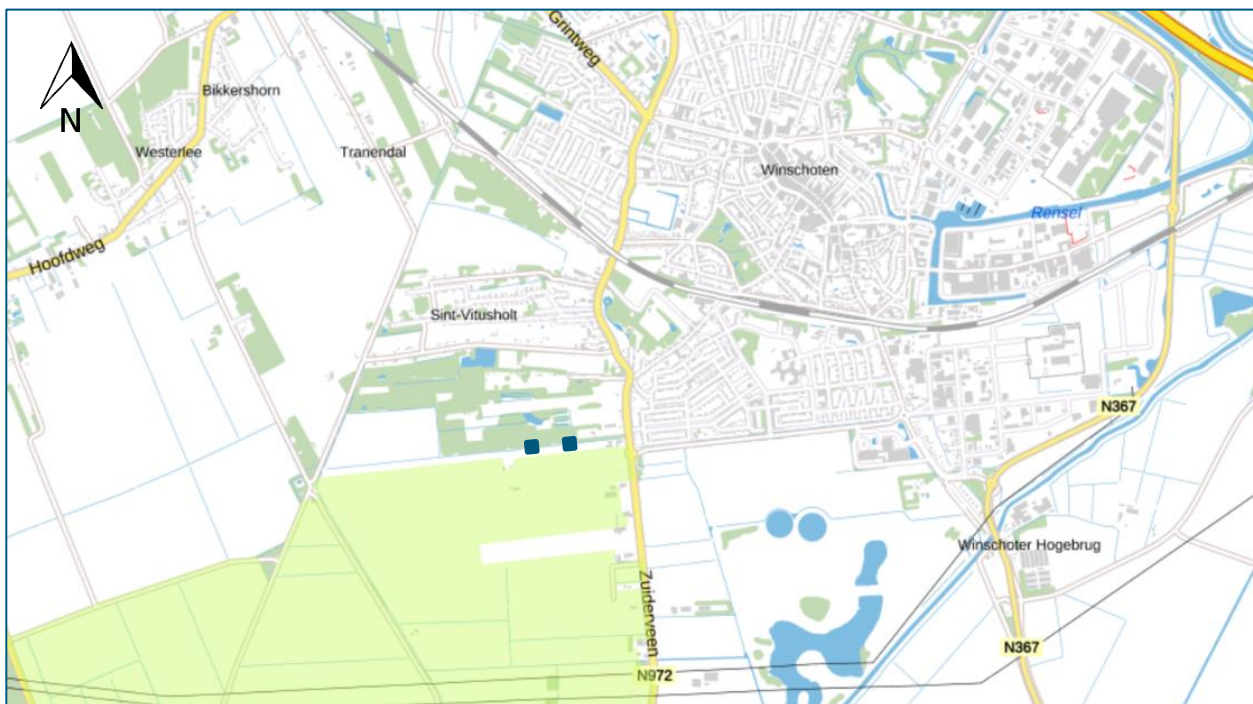 Grintweg
Bikkershorn
N
Westerlee
Tranendal
Winschoten
Rensel
Hoofdweg
Sint-Vitusholt
N367
Winschoter Hogebrug
Zuiderveen
N367
N972